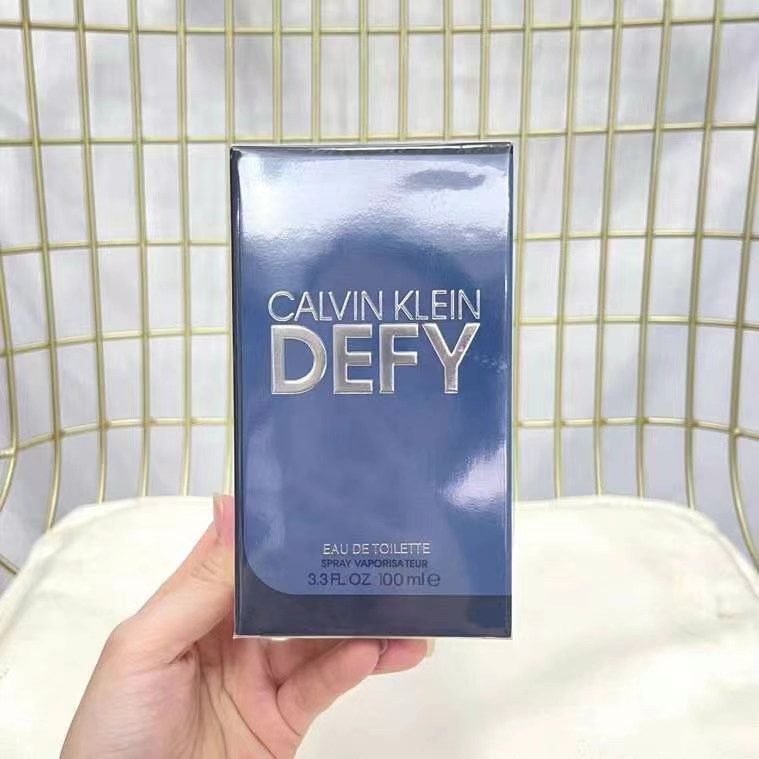 CALVIN KLEIN
DEFY
EAU DE TOILETTE
SPRAY VAPORISATEUR
3.3 FL. OZ 100 ml e